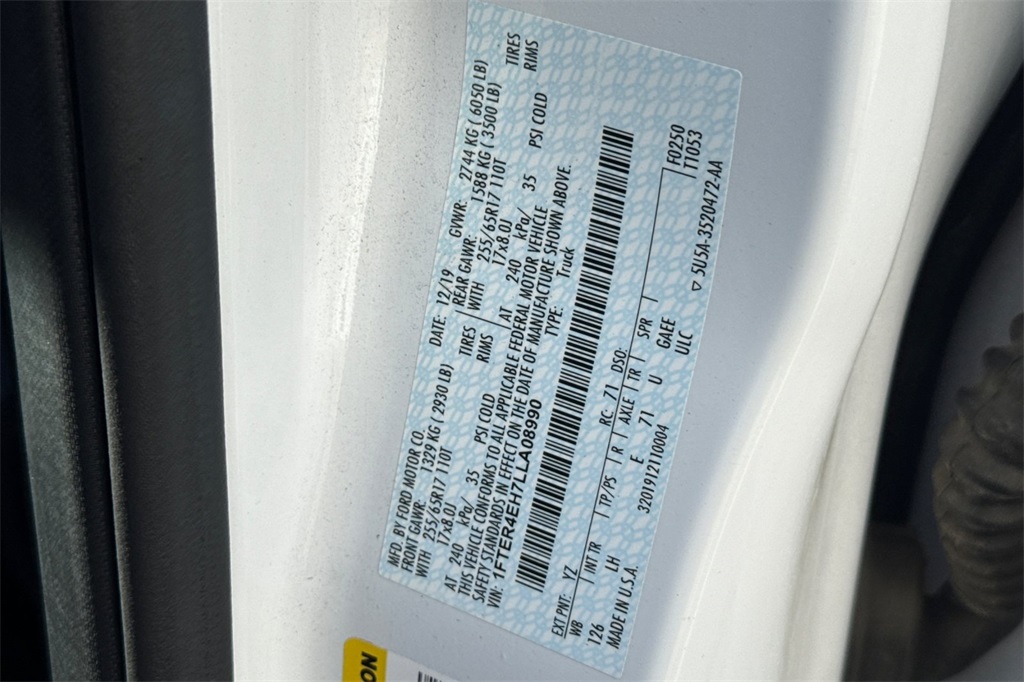 MFD. BY FORD MOTOR CO. DATE: 12/19 GVWR: 2744 KG ( 6050 LB)
FRONT GAWR: 1329 KG ( 2930 LB) REAR GAWR: 1588 KG ( 3500 LB)
WITH 255/65R17 110T TIRES WITH 255/65R17 110T TIRES
17x8.0J RIMS 17x8.0J RIMS
AT 240 kPa/ 35 PSI COLD AT 240 kPa/ 35 PSI COLD
THIS VEHICLE CONFORMS TO ALL APPLICABLE FEDERAL MOTOR VEHICLE
SAFETY STANDARDS IN EFFECT ON THE DATE OF MANUFACTURE SHOWN ABOVE.
VIN: 1FTER4EH7LLA08990 TYPE: Truck
EXT PNT: YZ RC: 71 DSO: F0250
WB INT TR TP/PS R AXLE TR SPR T1053
126 LH E 71 U GAEE
320191210004 ULC
MADE IN U.S.A. 5U5A-3520472-AA
ON